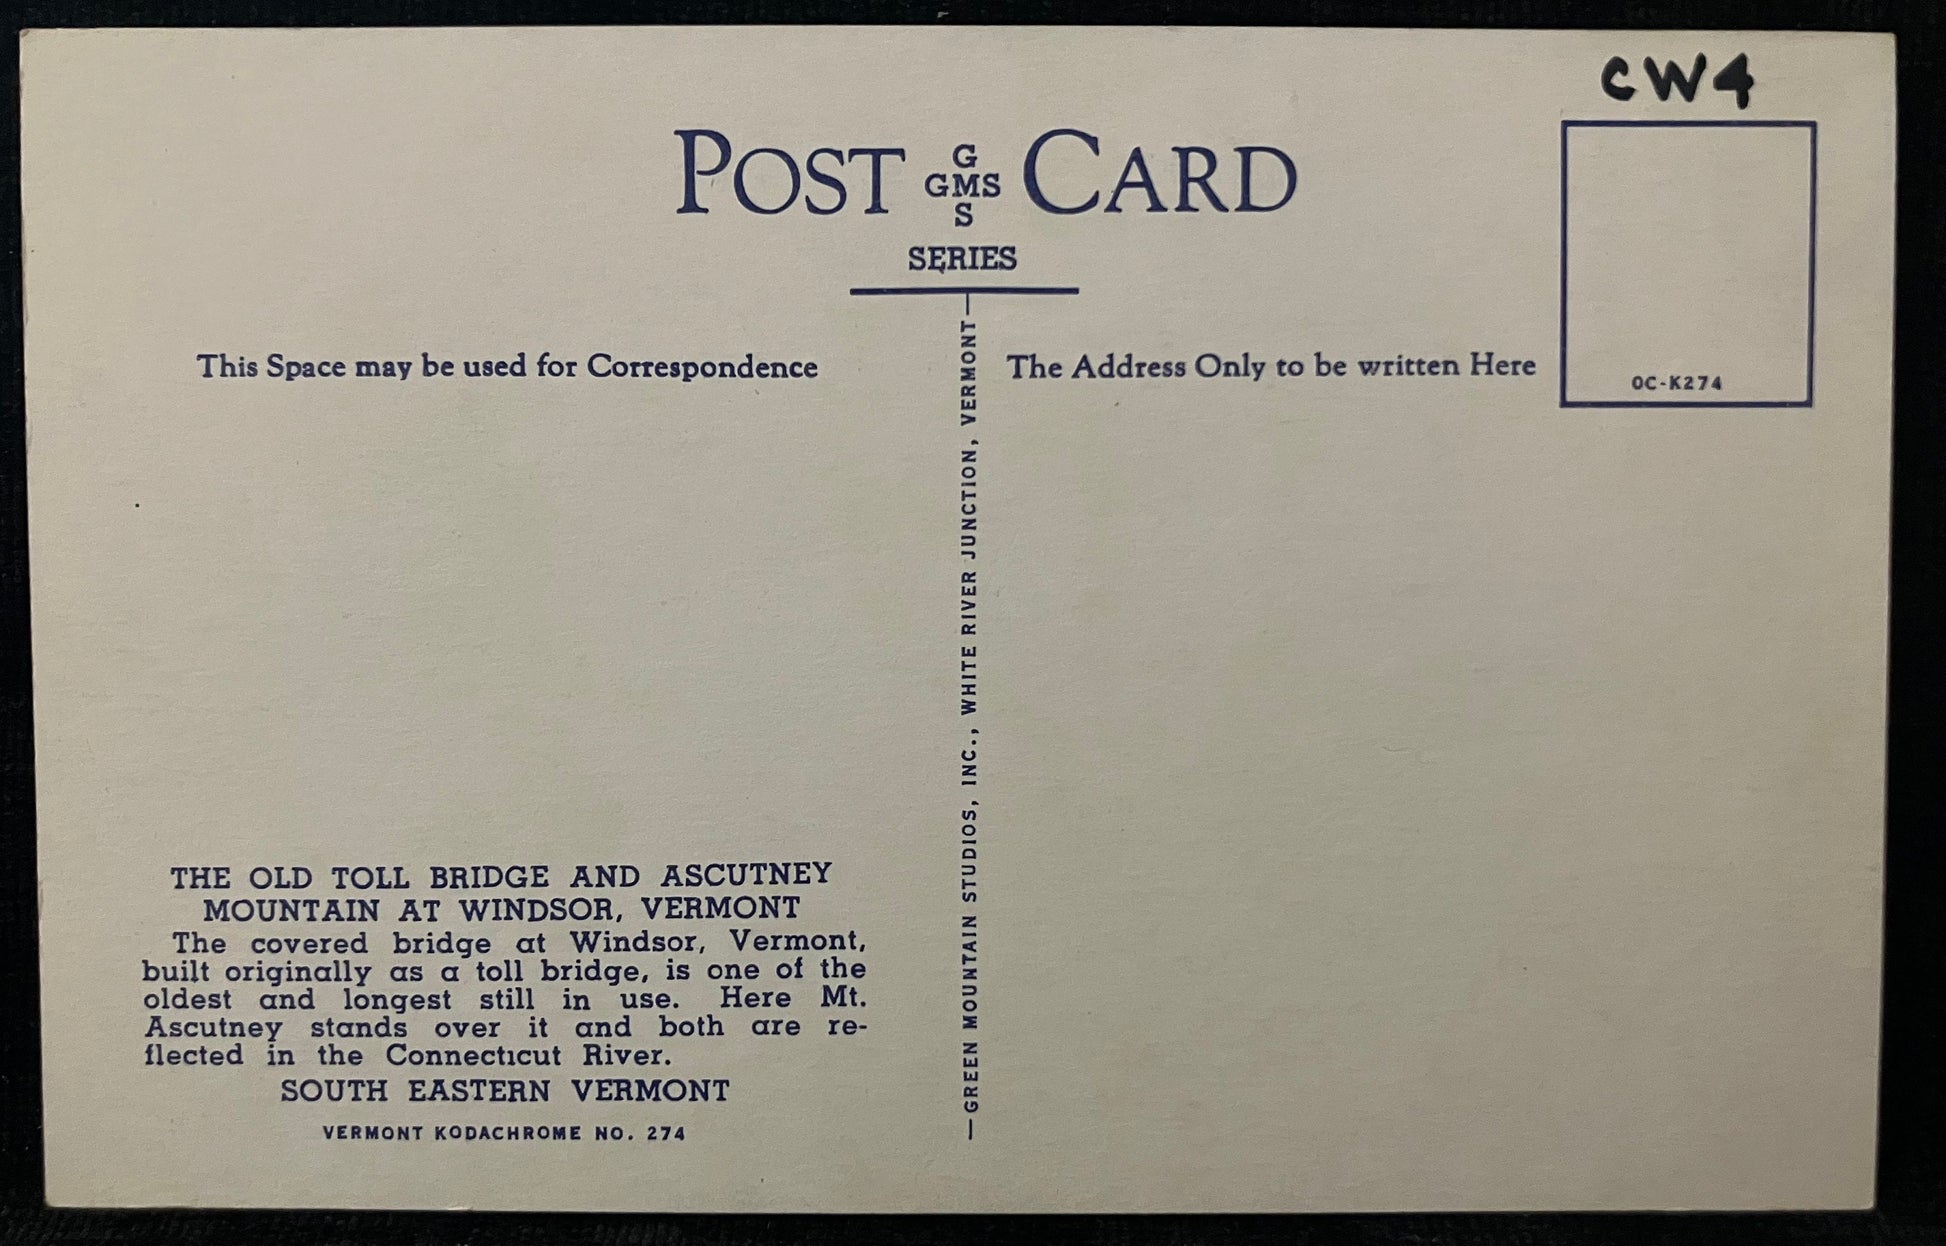 CW4
POST CARD
G
GMS
S
SERIES
This Space may be used for Correspondence
The Address Only to be written Here
OC-K274
—GREEN MOUNTAIN STUDIOS, INC., WHITE RIVER JUNCTION, VERMONT—
THE OLD TOLL BRIDGE AND ASCUTNEY
MOUNTAIN AT WINDSOR, VERMONT
The covered bridge at Windsor, Vermont,
built originally as a toll bridge, is one of the
oldest and longest still in use. Here Mt.
Ascutney stands over it and both are re-
flected in the Connecticut River.
SOUTH EASTERN VERMONT
VERMONT KODACHROME NO. 274